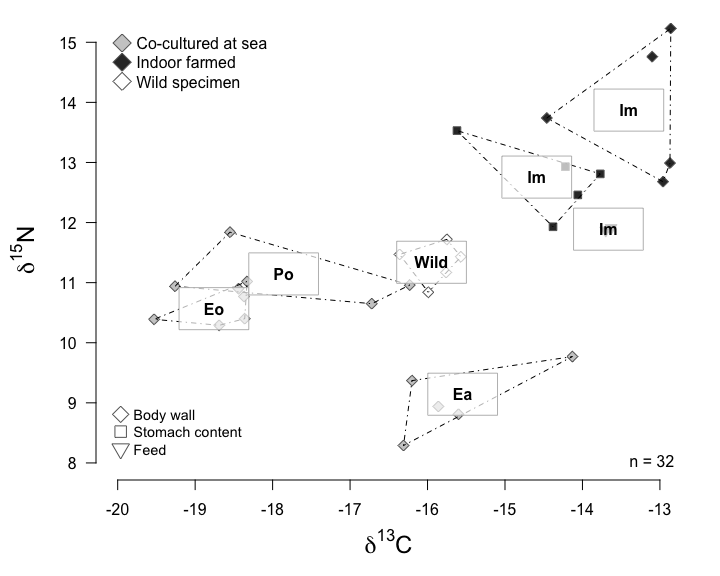 15
14
13
12
11
10
9
8
δ15N
Co-cultured at sea
Indoor farmed
Wild specimen
Im
Im
Im
Wild
Po
Eo
Ea
Body wall
Stomach content
Feed
n = 32
-20 -19 -18 -17 -16 -15 -14 -13
δ13C